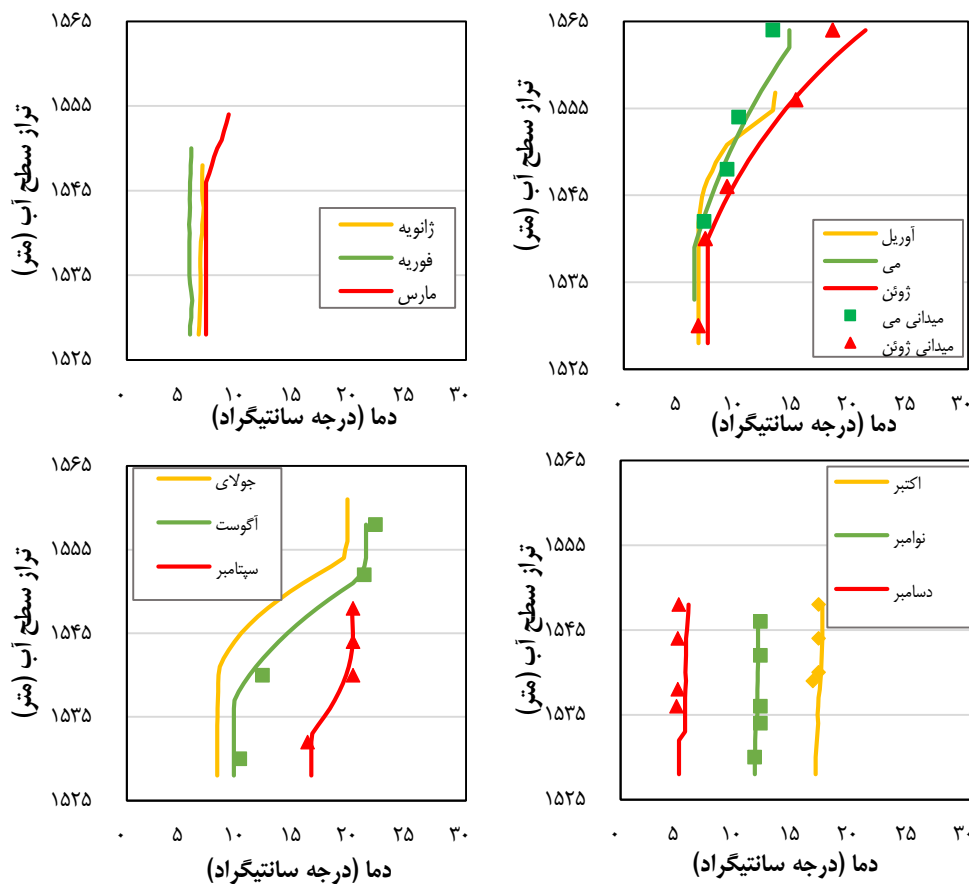 تراز سطح آب (متر)
۱۵۶۵
۱۵۵۵
۱۵۴۵
۱۵۳۵
۱۵۲۵
ژانویه
فوریه
مارس
۰ ۵ ۱۰ ۱۵ ۲۰ ۲۵ ۳۰
دما (درجه سانتیگراد)
تراز سطح آب (متر)
۱۵۶۵
۱۵۵۵
۱۵۴۵
۱۵۳۵
۱۵۲۵
آوریل
می
ژوئن
میدانی می
میدانی ژوئن
۰ ۵ ۱۰ ۱۵ ۲۰ ۲۵ ۳۰
دما (درجه سانتیگراد)
تراز سطح آب (متر)
۱۵۶۵
۱۵۵۵
۱۵۴۵
۱۵۳۵
۱۵۲۵
جولای
آگوست
سپتامبر
۰ ۵ ۱۰ ۱۵ ۲۰ ۲۵ ۳۰
دما (درجه سانتیگراد)
تراز سطح آب (متر)
۱۵۶۵
۱۵۵۵
۱۵۴۵
۱۵۳۵
۱۵۲۵
اکتبر
نوامبر
دسامبر
۰ ۵ ۱۰ ۱۵ ۲۰ ۲۵ ۳۰
دما (درجه سانتیگراد)